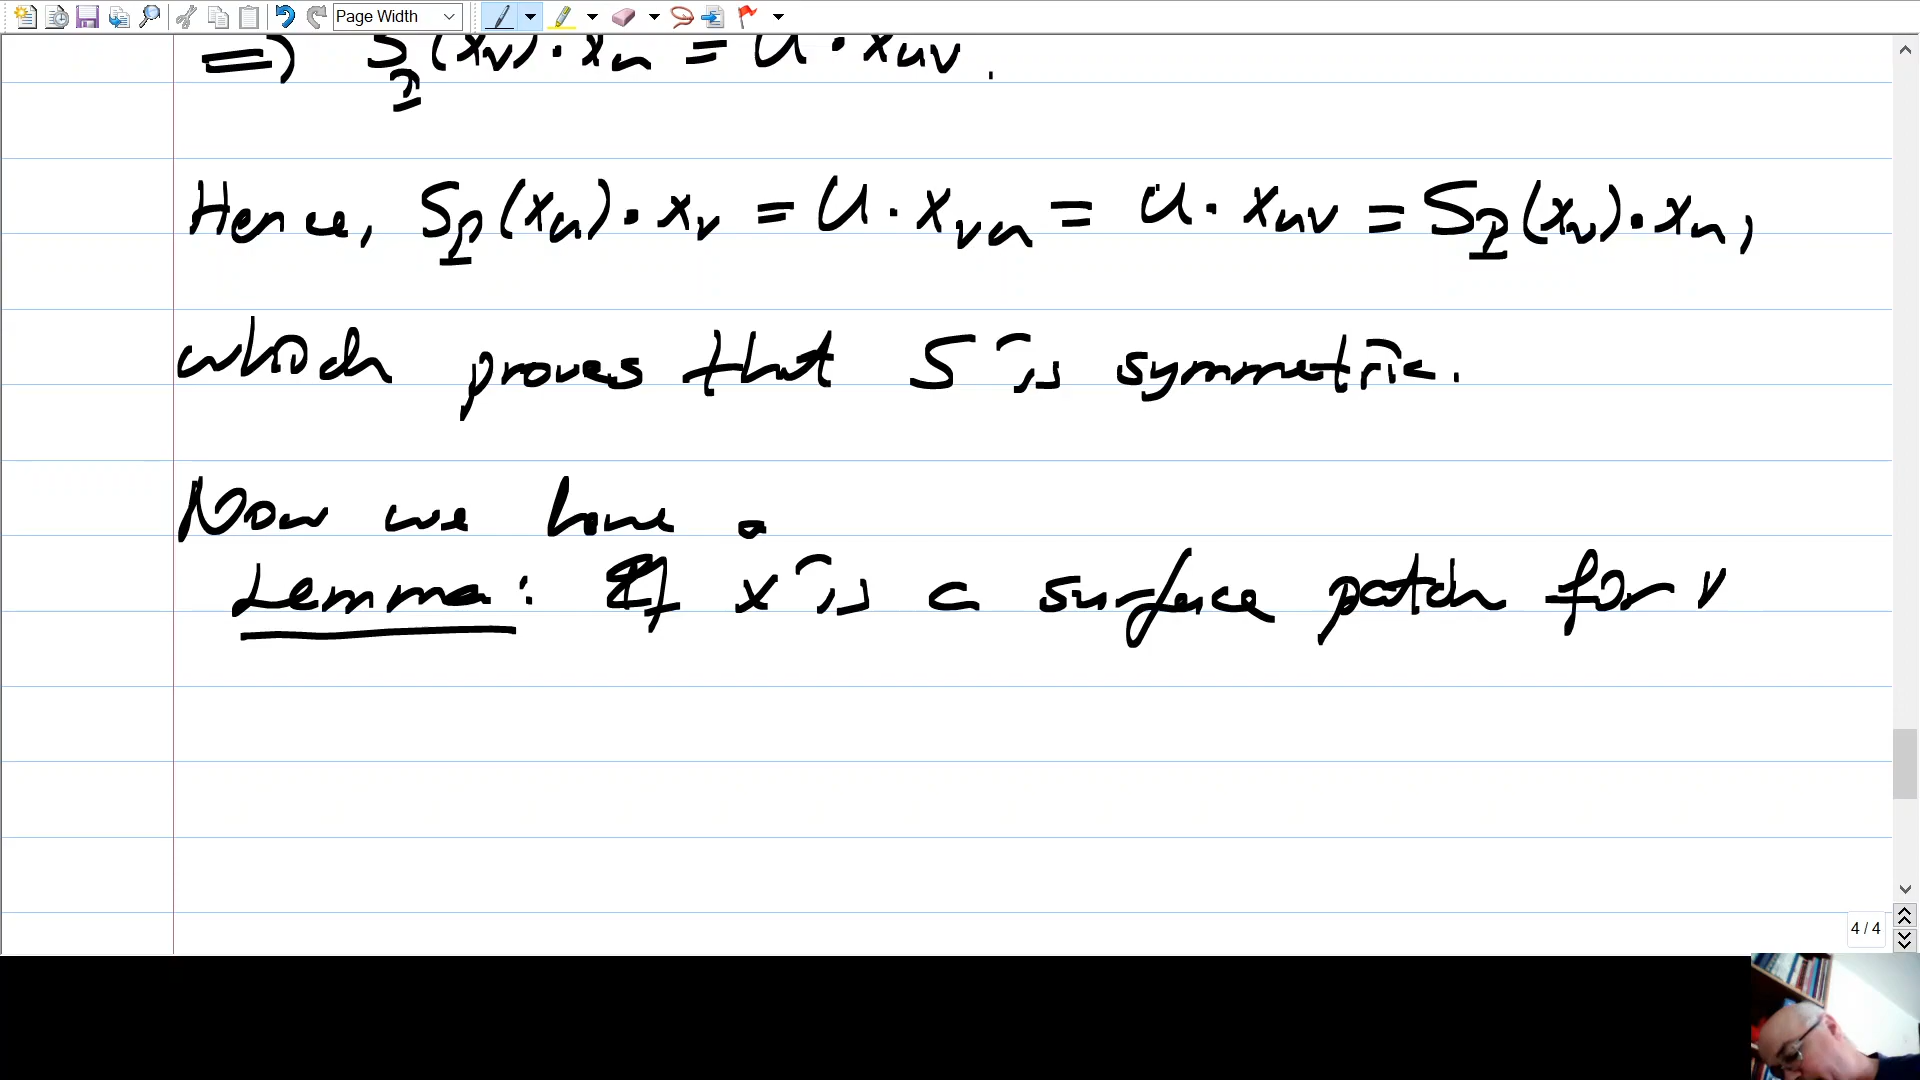 Page Width
=> S_p(x_v) · x_u = U · x_uv.
Hence, S_p(x_u) · x_v = U · x_vu = U · x_uv = S_p(x_v) · x_u,
which proves that S is symmetric.
Now we have a
Lemma: If x is a surface patch for
4 / 4